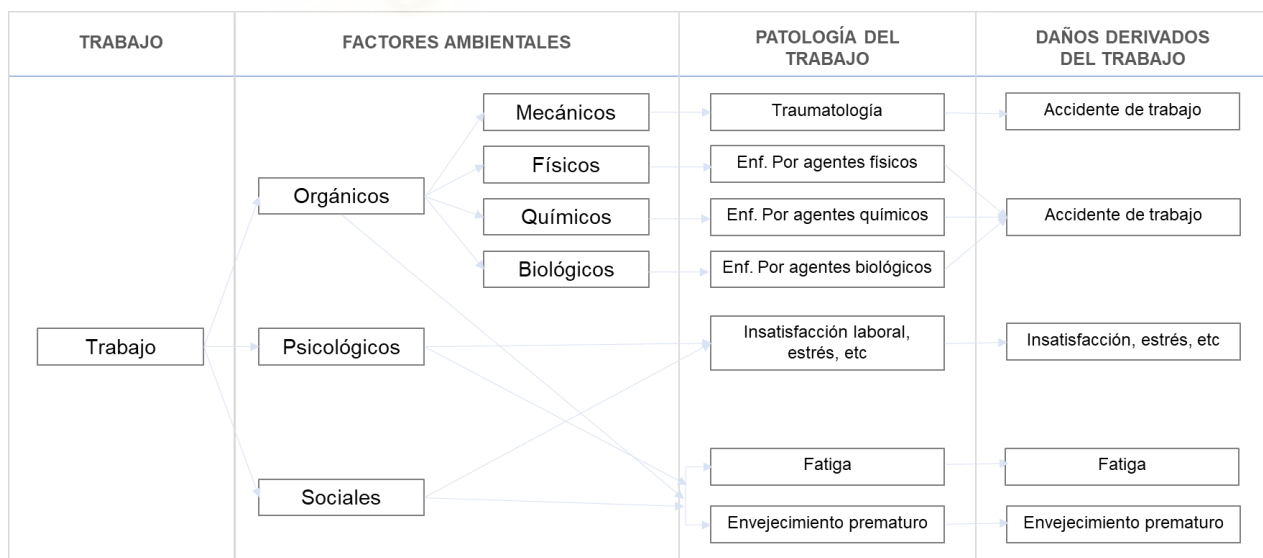 TRABAJO
FACTORES AMBIENTALES
PATOLOGÍA DEL
TRABAJO
DAÑOS DERIVADOS
DEL TRABAJO
Mecánicos
Traumatología
Accidente de trabajo
Físicos
Enf. Por agentes físicos
Orgánicos
Químicos
Enf. Por agentes químicos
Accidente de trabajo
Biológicos
Enf. Por agentes biológicos
Trabajo
Psicológicos
Insatisfacción laboral,
estrés, etc
Insatisfacción, estrés, etc
Sociales
Fatiga
Fatiga
Envejecimiento prematuro
Envejecimiento prematuro